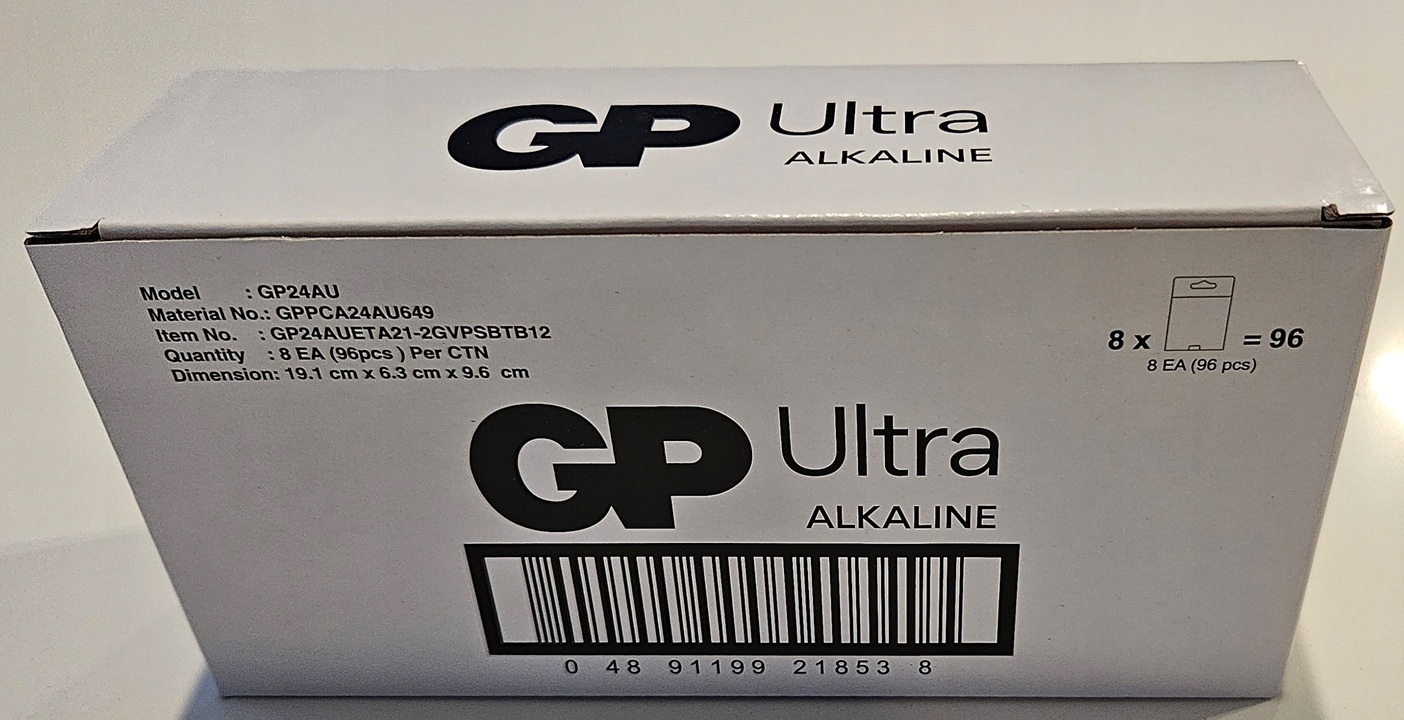 GP Ultra
ALKALINE
Model : GP24AU
Material No.: GPPCA24AU649
Item No. : GP24AUETA21-2GVPSBTB12
Quantity : 8 EA (96pcs ) Per CTN
Dimension: 19.1 cm x 6.3 cm x 9.6 cm
8 x = 96
8 EA (96 pcs)
GP Ultra
ALKALINE
0 48 91199 21853 8